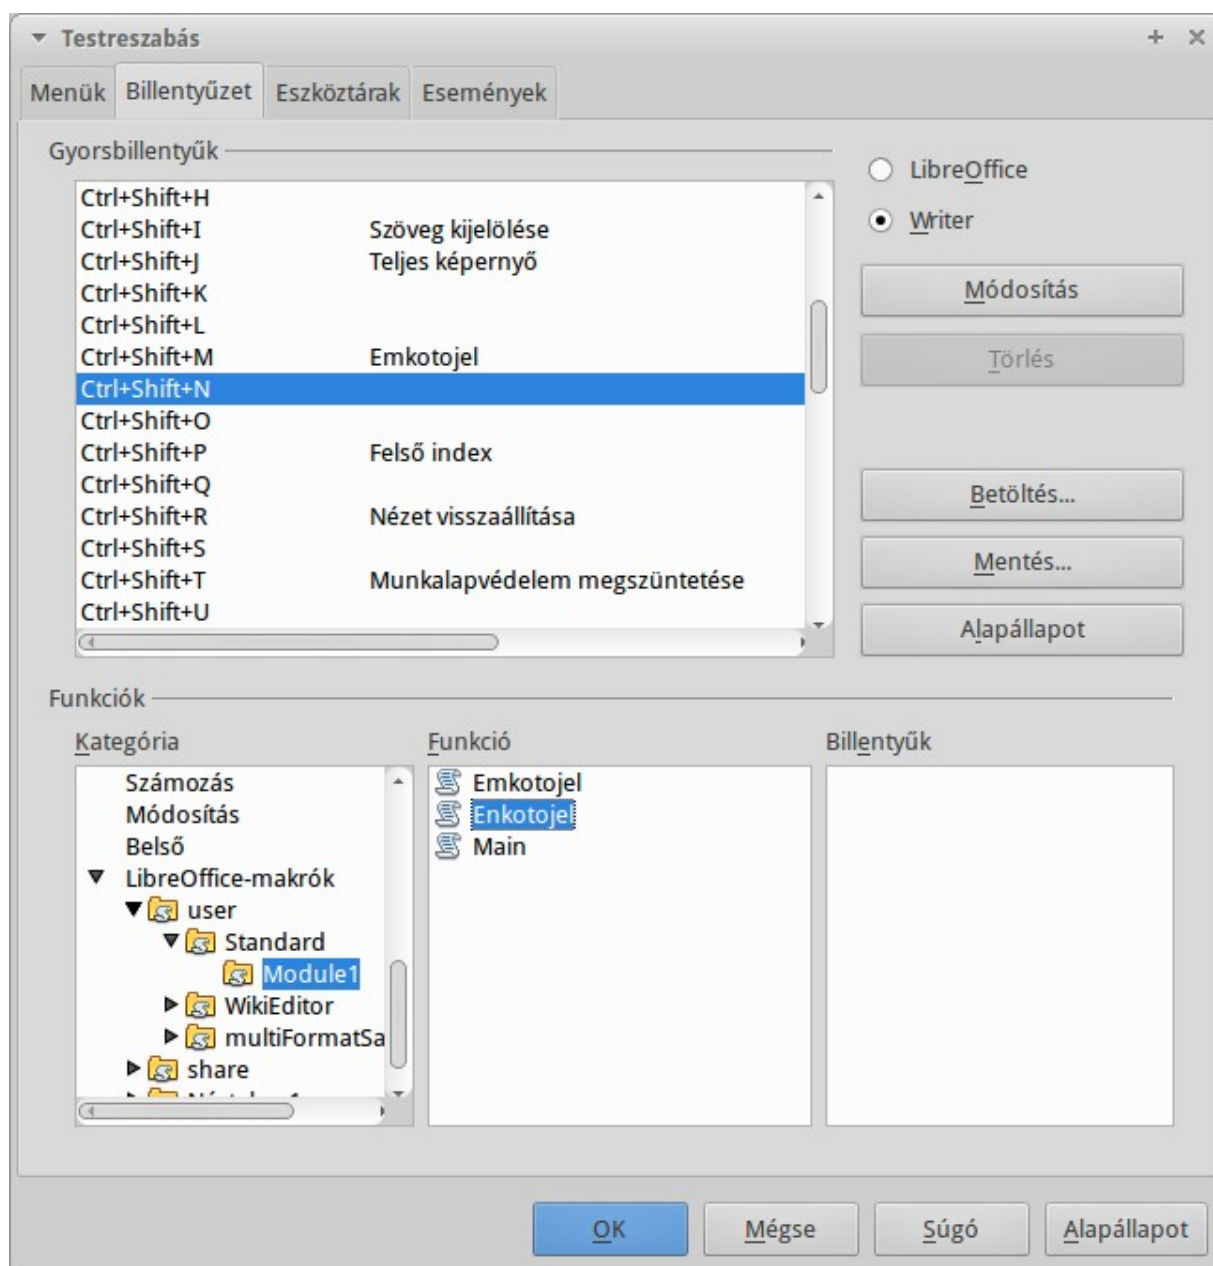 Testreszabás
Menük Billentyűzet Eszköztárak Események
Gyorsbillentyűk
Ctrl+Shift+H
Ctrl+Shift+I Szöveg kijelölése
Ctrl+Shift+J Teljes képernyő
Ctrl+Shift+K
Ctrl+Shift+L
Ctrl+Shift+M Emkotojel
Ctrl+Shift+N
Ctrl+Shift+O
Ctrl+Shift+P Felső index
Ctrl+Shift+Q
Ctrl+Shift+R Nézet visszaállítása
Ctrl+Shift+S
Ctrl+Shift+T Munkalapvédelem megszüntetése
Ctrl+Shift+U
LibreOffice
Writer
Módosítás
Törlés
Betöltés...
Mentés...
Alapállapot
Funkciók
Kategória
Számozás
Módosítás
Belső
LibreOffice-makrók
user
Standard
Module1
WikiEditor
multiFormatSa
share
Funkció
Emkotojel
Enkotojel
Main
Billentyűk
OK Mégse Súgó Alapállapot